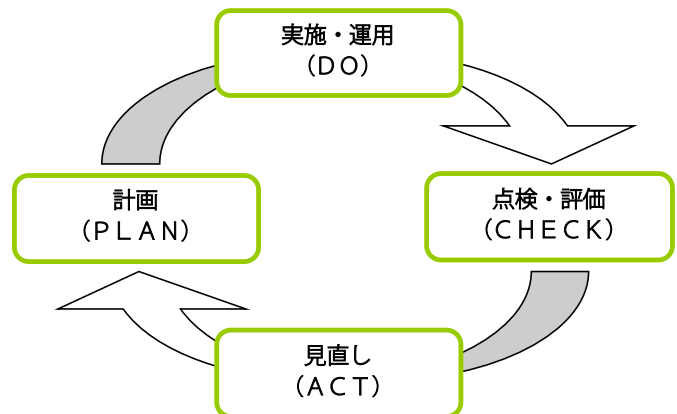 実施・運用
（ＤＯ）
計画
（ＰＬＡＮ）
点検・評価
（ＣＨＥＣＫ）
見直し
（ＡＣＴ）